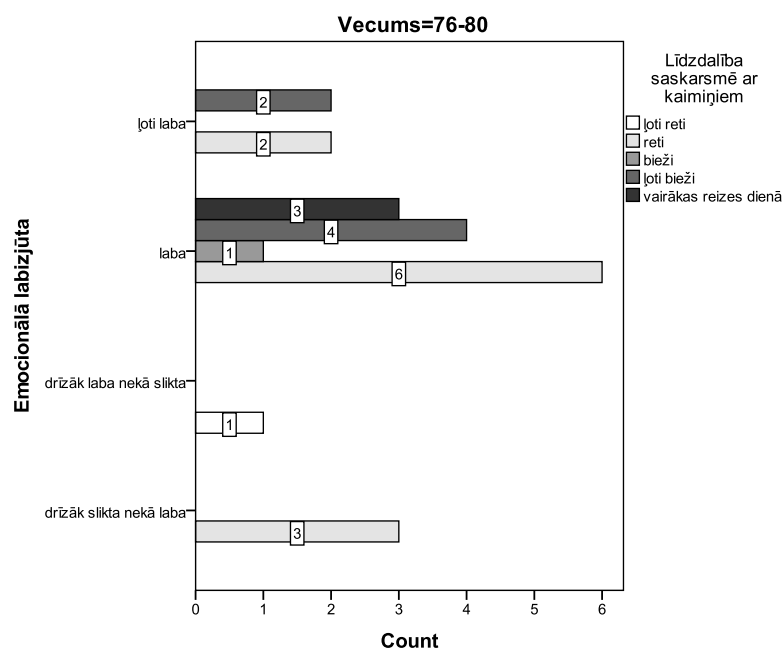 Vecums=76-80
Līdzdalība
saskarsmē ar
kaimiņiem
ļoti reti
reti
bieži
ļoti bieži
vairākas reizes dienā
Emocionālā labizjūta
ļoti laba
2
2
laba
3
4
1
6
drīzāk laba nekā slikta
1
drīzāk slikta nekā laba
3
0 1 2 3 4 5 6
Count